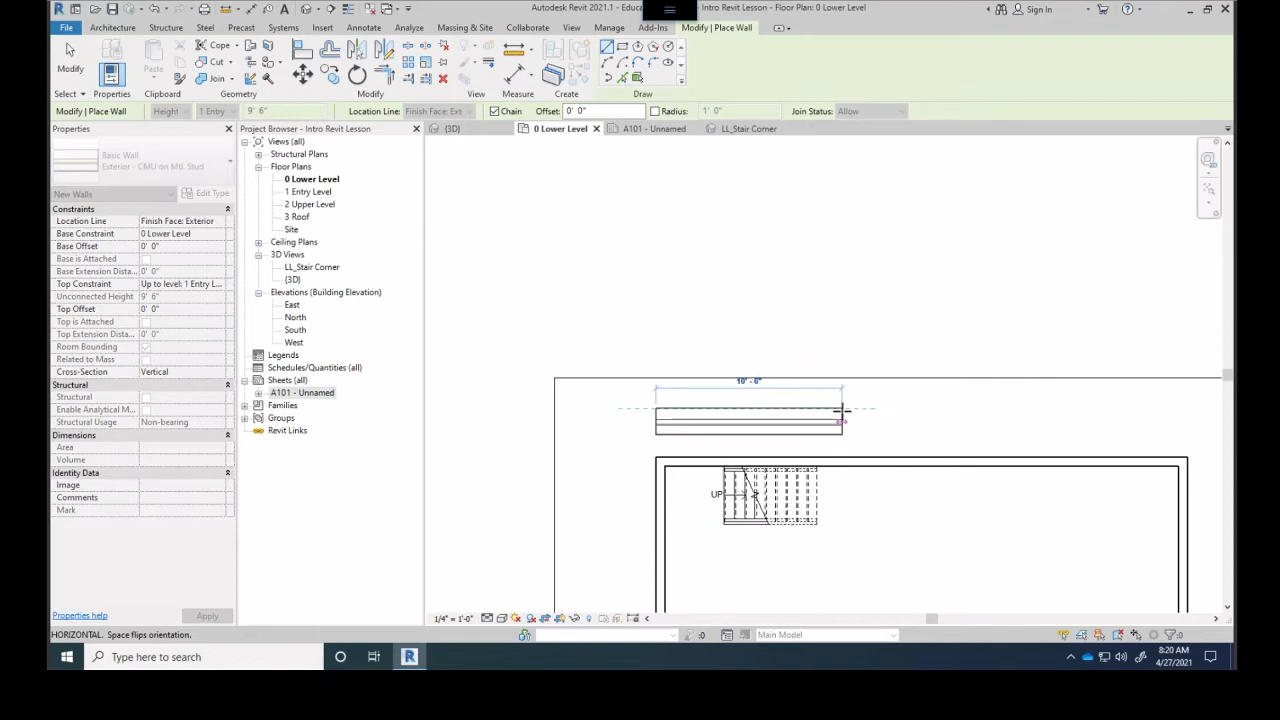 Autodesk Revit 2021.1 - Educa
- Intro Revit Lesson - Floor Plan: 0 Lower Level
Sign In
File Architecture Structure Steel Precast Systems Insert Annotate Analyze Massing & Site Collaborate View Manage Add-Ins Modify | Place Wall
Modify
Paste
Cope
Cut
Join
Select Properties Clipboard Geometry Modify View Measure Create Draw
Modify | Place Wall Height 1 Entry 9' 6" Location Line: Finish Face: Ext Chain Offset: 0' 0" Radius: 1' 0" Join Status: Allow
Properties
Project Browser - Intro Revit Lesson
{3D} 0 Lower Level A101 - Unnamed LL_Stair Corner
Basic Wall
Exterior - CMU on Mtl. Stud
New Walls Edit Type
Constraints
Location Line Finish Face: Exterior
Base Constraint 0 Lower Level
Base Offset 0' 0"
Base is Attached
Base Extension Dista... 0' 0"
Top Constraint Up to level: 1 Entry L...
Unconnected Height 9' 6"
Top Offset 0' 0"
Top is Attached
Top Extension Dista... 0' 0"
Room Bounding
Related to Mass
Cross-Section Vertical
Structural
Structural
Enable Analytical M...
Structural Usage Non-bearing
Dimensions
Area
Volume
Identity Data
Image
Comments
Mark
Properties help Apply
Views (all)
Structural Plans
Floor Plans
0 Lower Level
1 Entry Level
2 Upper Level
3 Roof
Site
Ceiling Plans
3D Views
LL_Stair Corner
{3D}
Elevations (Building Elevation)
East
North
South
West
Legends
Schedules/Quantities (all)
Sheets (all)
A101 - Unnamed
Families
Groups
Revit Links
10' - 6"
UP
1/4" = 1'-0"
HORIZONTAL. Space flips orientation.
:0 Main Model :0
Type here to search
8:20 AM
4/27/2021